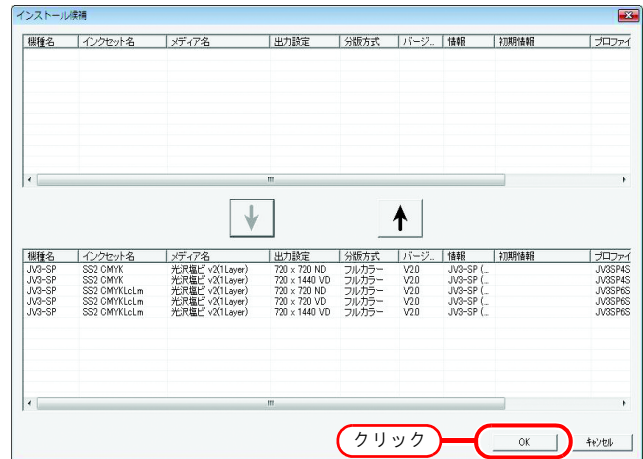 インストール候補
機種名 インクセット名 メディア名 出力設定 分版方式 バージ... 情報 初期情報 プロファイ
機種名 インクセット名 メディア名 出力設定 分版方式 バージ... 情報 初期情報 プロファイ
JV3-SP SS2 CMYK 光沢塩ビ v2(1Layer) 720 x 720 ND フルカラー V2.0 JV3-SP (... JV3SP4S
JV3-SP SS2 CMYK 光沢塩ビ v2(1Layer) 720 x 1440 VD フルカラー V2.0 JV3-SP (... JV3SP4S
JV3-SP SS2 CMYKLcLm 光沢塩ビ v2(1Layer) 720 x 720 ND フルカラー V2.0 JV3-SP (... JV3SP6S
JV3-SP SS2 CMYKLcLm 光沢塩ビ v2(1Layer) 720 x 720 VD フルカラー V2.0 JV3-SP (... JV3SP6S
JV3-SP SS2 CMYKLcLm 光沢塩ビ v2(1Layer) 720 x 1440 VD フルカラー V2.0 JV3-SP (... JV3SP6S
クリック OK キャンセル